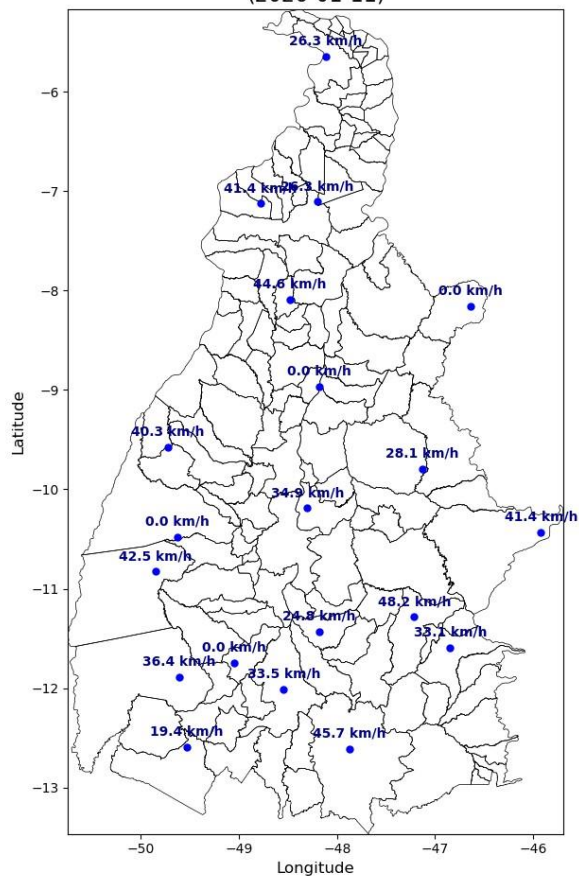 26.3 km/h
−6
41.4 km/h 26.3 km/h
−7
44.6 km/h
0.0 km/h
−8
0.0 km/h
−9
40.3 km/h
28.1 km/h
Latitude
−10
34.9 km/h
0.0 km/h
41.4 km/h
42.5 km/h
−11
48.2 km/h
24.8 km/h
33.1 km/h
0.0 km/h
36.4 km/h
33.5 km/h
−12
19.4 km/h
45.7 km/h
−13
−50 −49 −48 −47 −46
Longitude